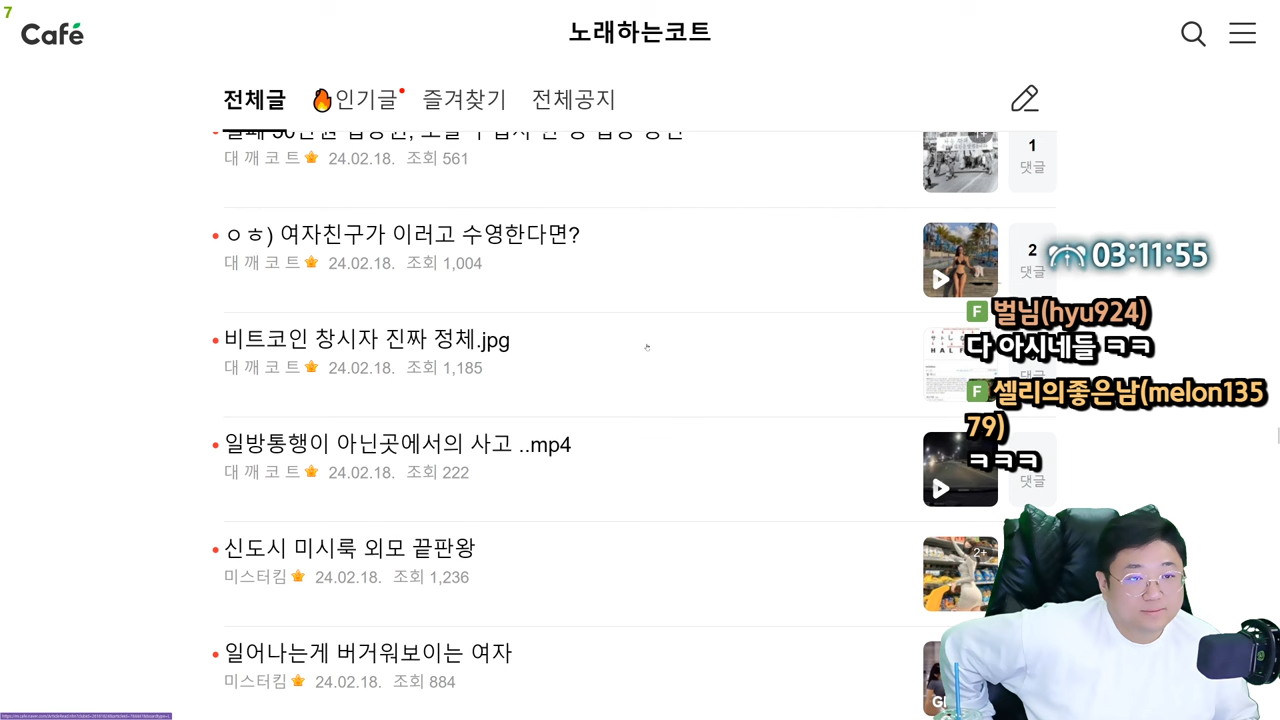 7
Café
노래하는코트
전체글 🔥인기글 즐겨찾기 전체공지
대 깨 코 트 24.02.18. 조회 561
1
댓글
ㅇㅎ) 여자친구가 이러고 수영한다면?
대 깨 코 트 24.02.18. 조회 1,004
2
댓글
03:11:55
F 벌님(hyu924)
다 아시네들 ㅋㅋ
비트코인 창시자 진짜 정체.jpg
대 깨 코 트 24.02.18. 조회 1,185
F 셀리의좋은남(melon135
79)
ㅋㅋㅋ
일방통행이 아닌곳에서의 사고 ..mp4
대 깨 코 트 24.02.18. 조회 222
댓글
신도시 미시룩 외모 끝판왕
미스터킴 24.02.18. 조회 1,236
2+
일어나는게 버거워보이는 여자
미스터킴 24.02.18. 조회 884